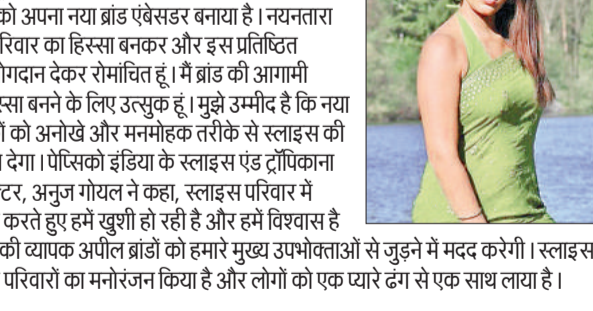 को अपना नया ब्रांड एंबेसडर बनाया है। नयनतारा
रिवार का हिस्सा बनकर और इस प्रतिष्ठित
ोगदान देकर रोमांचित हूं। मैं ब्रांड की आगामी
स्सा बनने के लिए उत्सुक हूं। मुझे उम्मीद है कि नया
ों को अनोखे और मनमोहक तरीके से स्लाइस की
देगा। पेप्सिको इंडिया के स्लाइस एंड ट्रॉपिकाना
क्टर, अनुज गोयल ने कहा, स्लाइस परिवार में
करते हुए हमें खुशी हो रही है और हमें विश्वास है
की व्यापक अपील ब्रांडों को हमारे मुख्य उपभोक्ताओं से जुड़ने में मदद करेगी। स्लाइस
परिवारों का मनोरंजन किया है और लोगों को एक प्यारे ढंग से एक साथ लाया है।